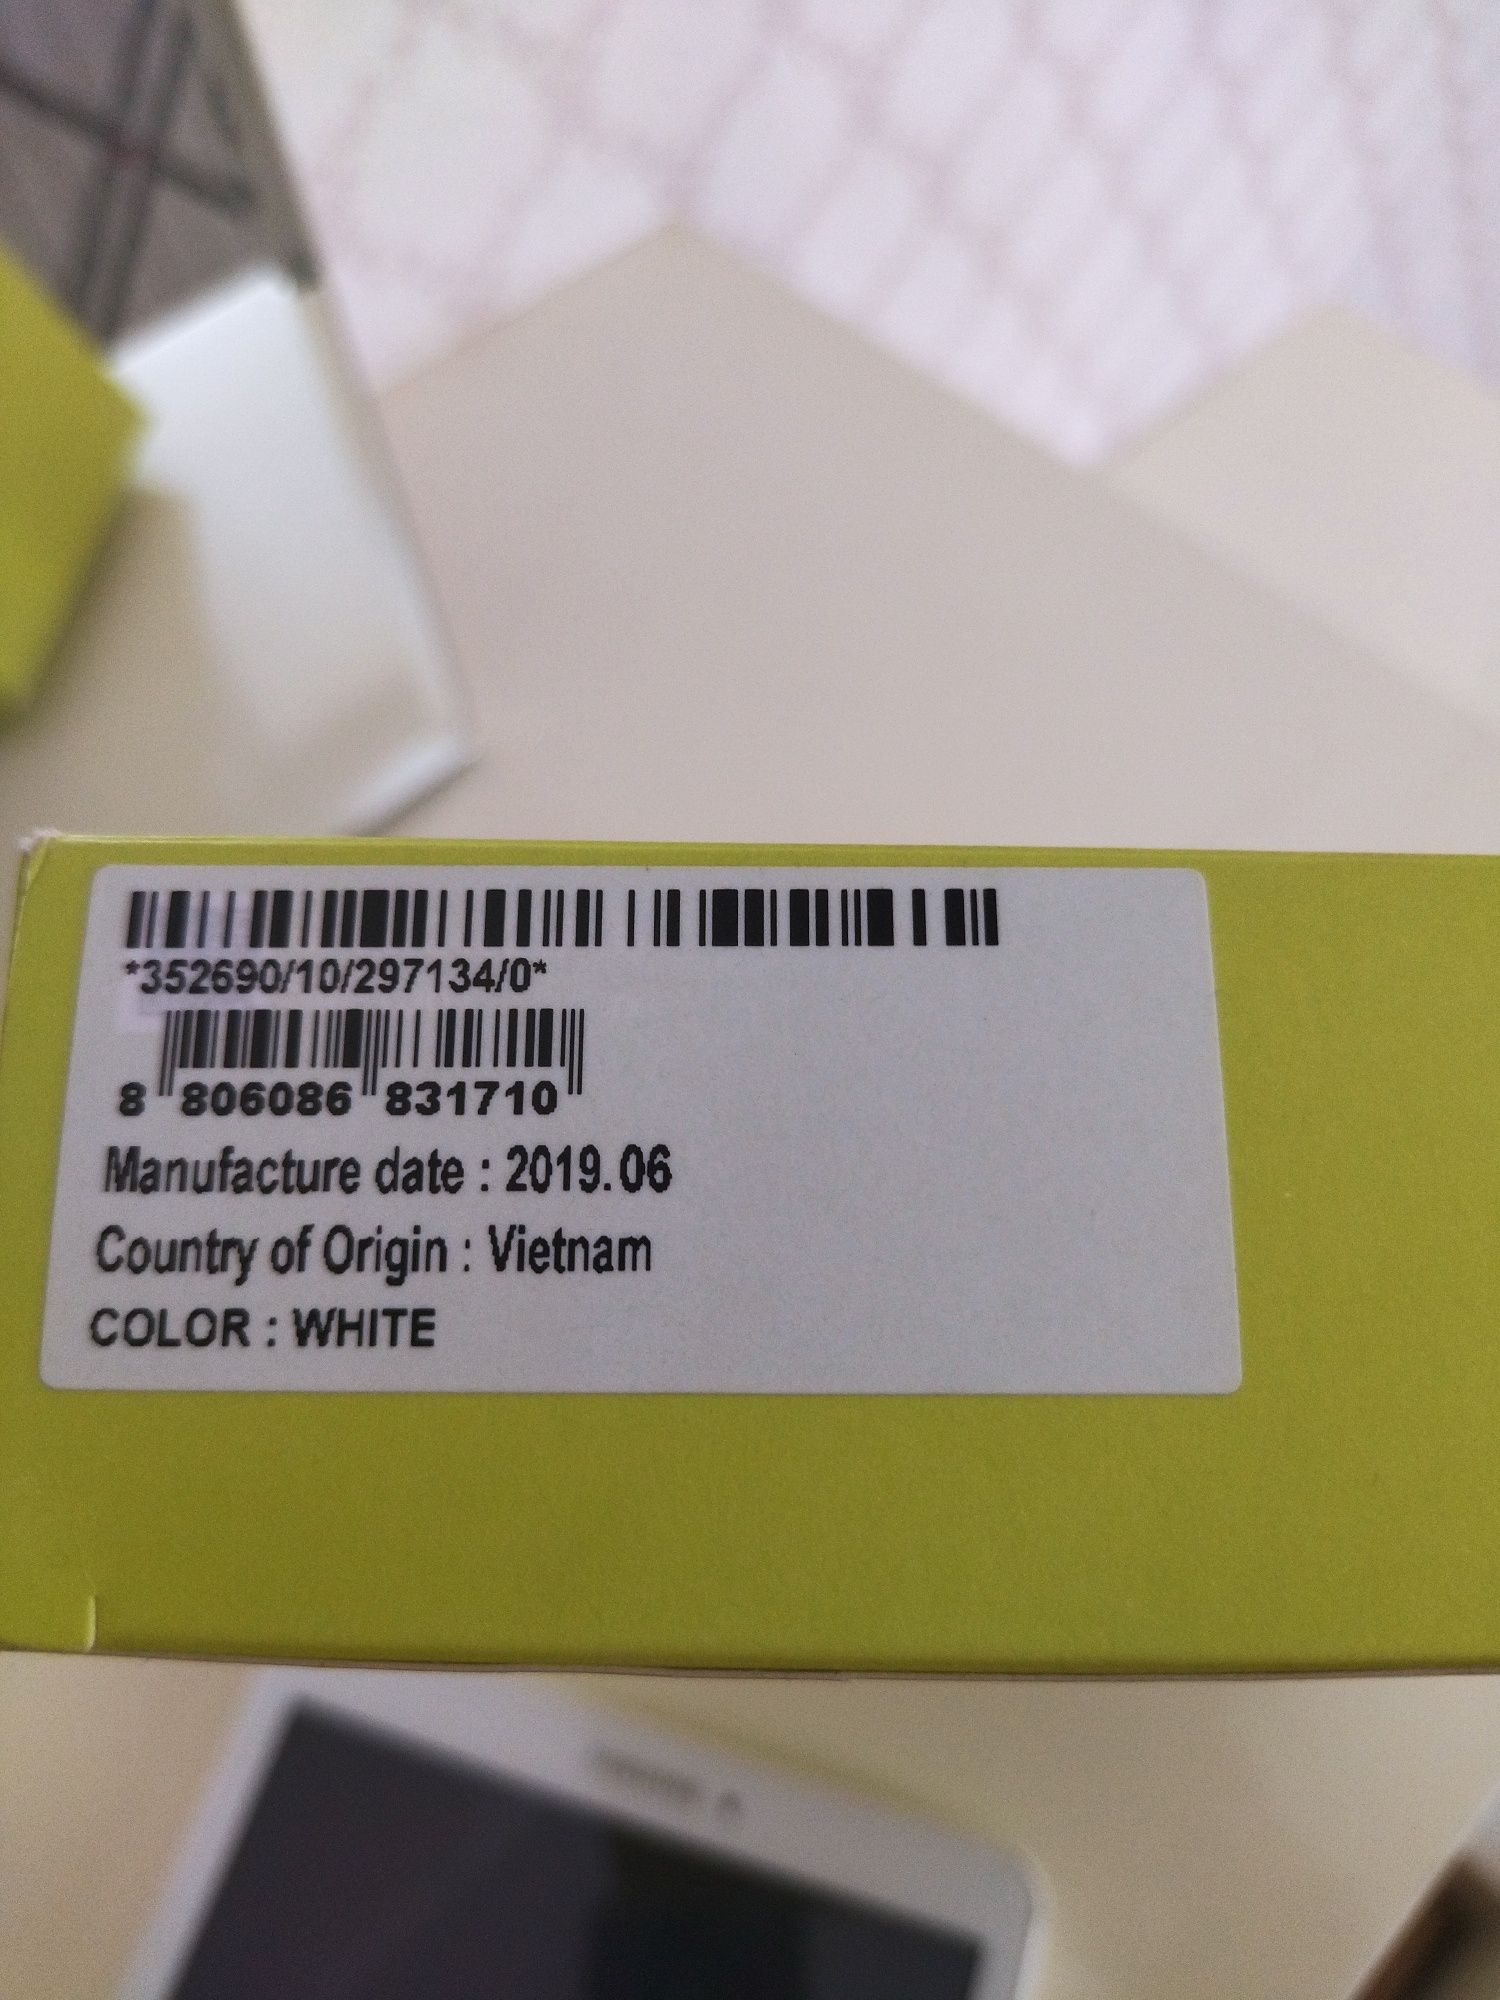 *352690/10/297134/0*
8 806086 831710
Manufacture date : 2019.06
Country of Origin : Vietnam
COLOR : WHITE